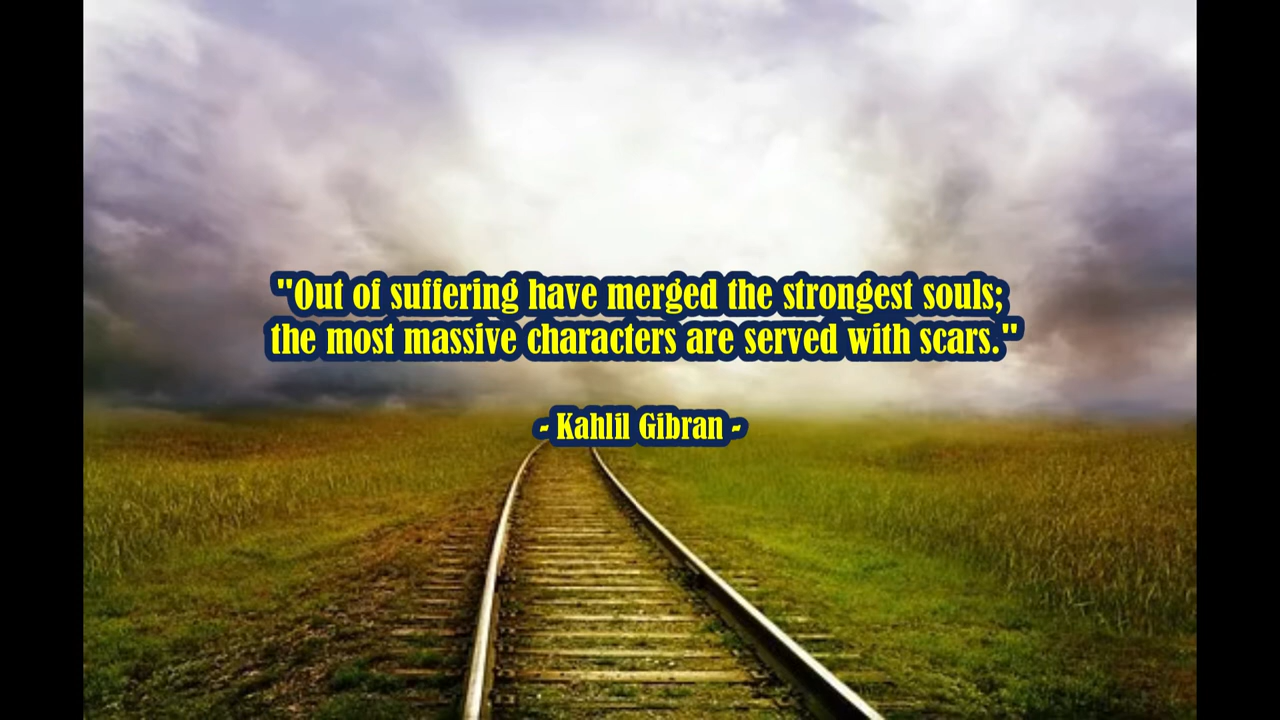 "Out of suffering have merged the strongest souls;
the most massive characters are served with scars."
- Kahlil Gibran -